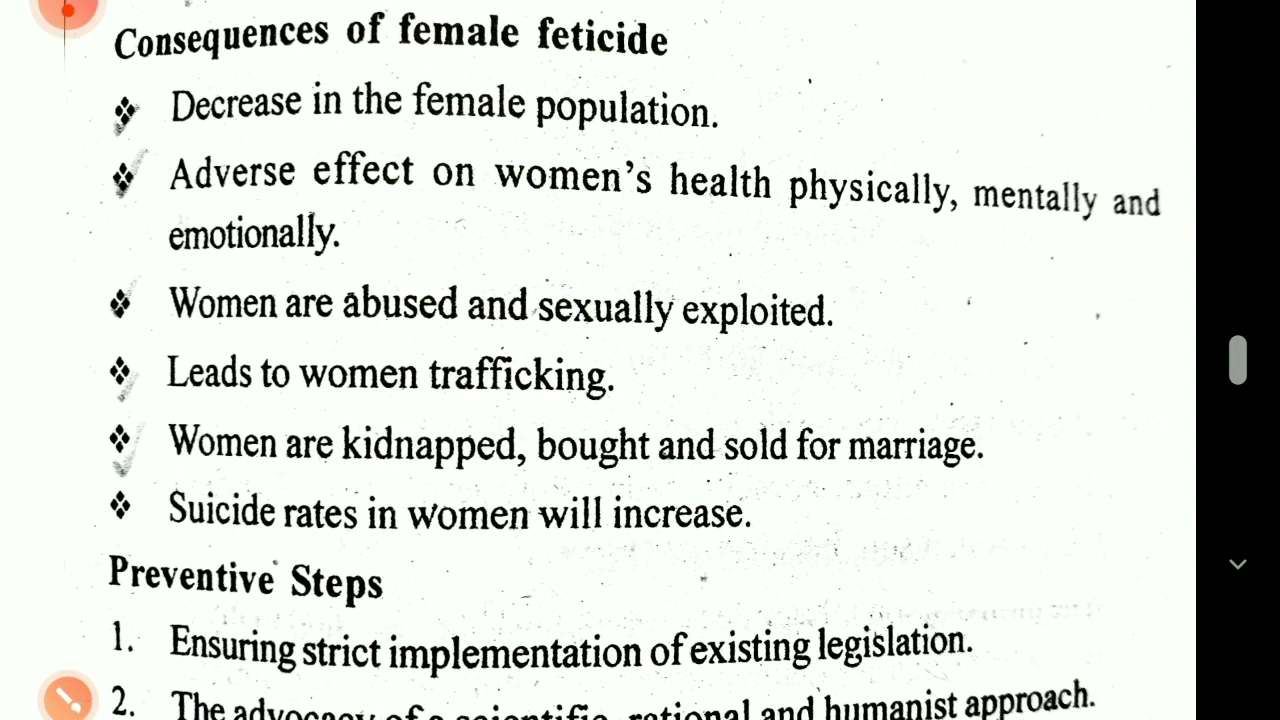 Consequences of female feticide
❖ Decrease in the female population.
❖ Adverse effect on women's health physically, mentally and
emotionally.
❖ Women are abused and sexually exploited.
❖ Leads to women trafficking.
❖ Women are kidnapped, bought and sold for marriage.
❖ Suicide rates in women will increase.
Preventive Steps
1. Ensuring strict implementation of existing legislation.
2. The advocacy of a scientific, rational and humanist approach.